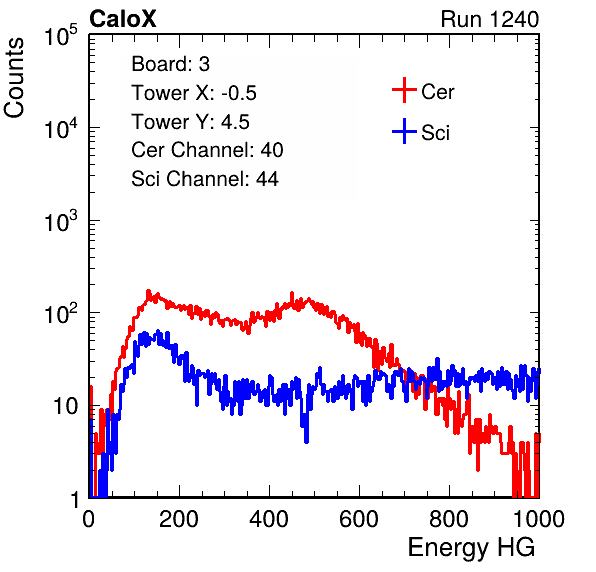 CaloX Run 1240
Counts
10^5
10^4
10^3
10^2
10
1
Board: 3
Tower X: -0.5
Tower Y: 4.5
Cer Channel: 40
Sci Channel: 44
Cer
Sci
0 200 400 600 800 1000
Energy HG